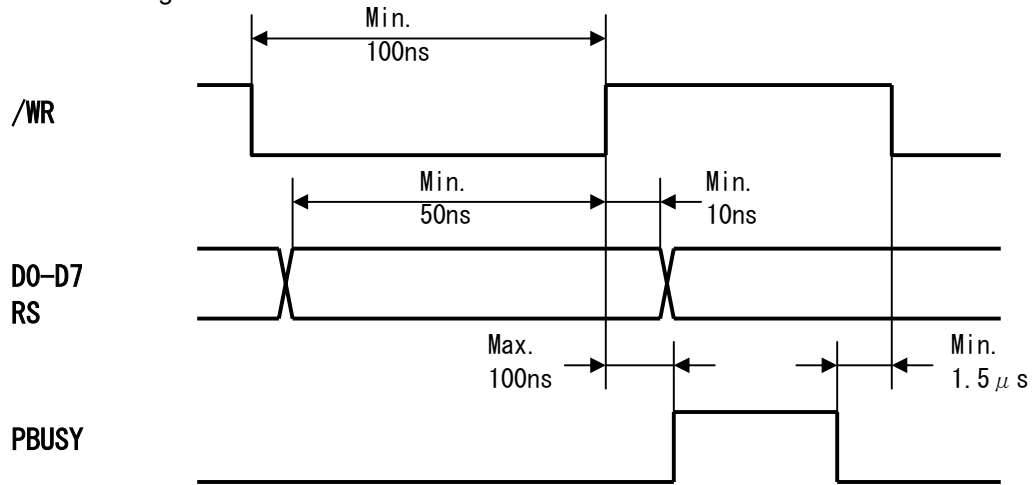 Min.
100ns
/WR
Min.
50ns
Min.
10ns
D0-D7
RS
Max.
100ns
Min.
1.5μs
PBUSY